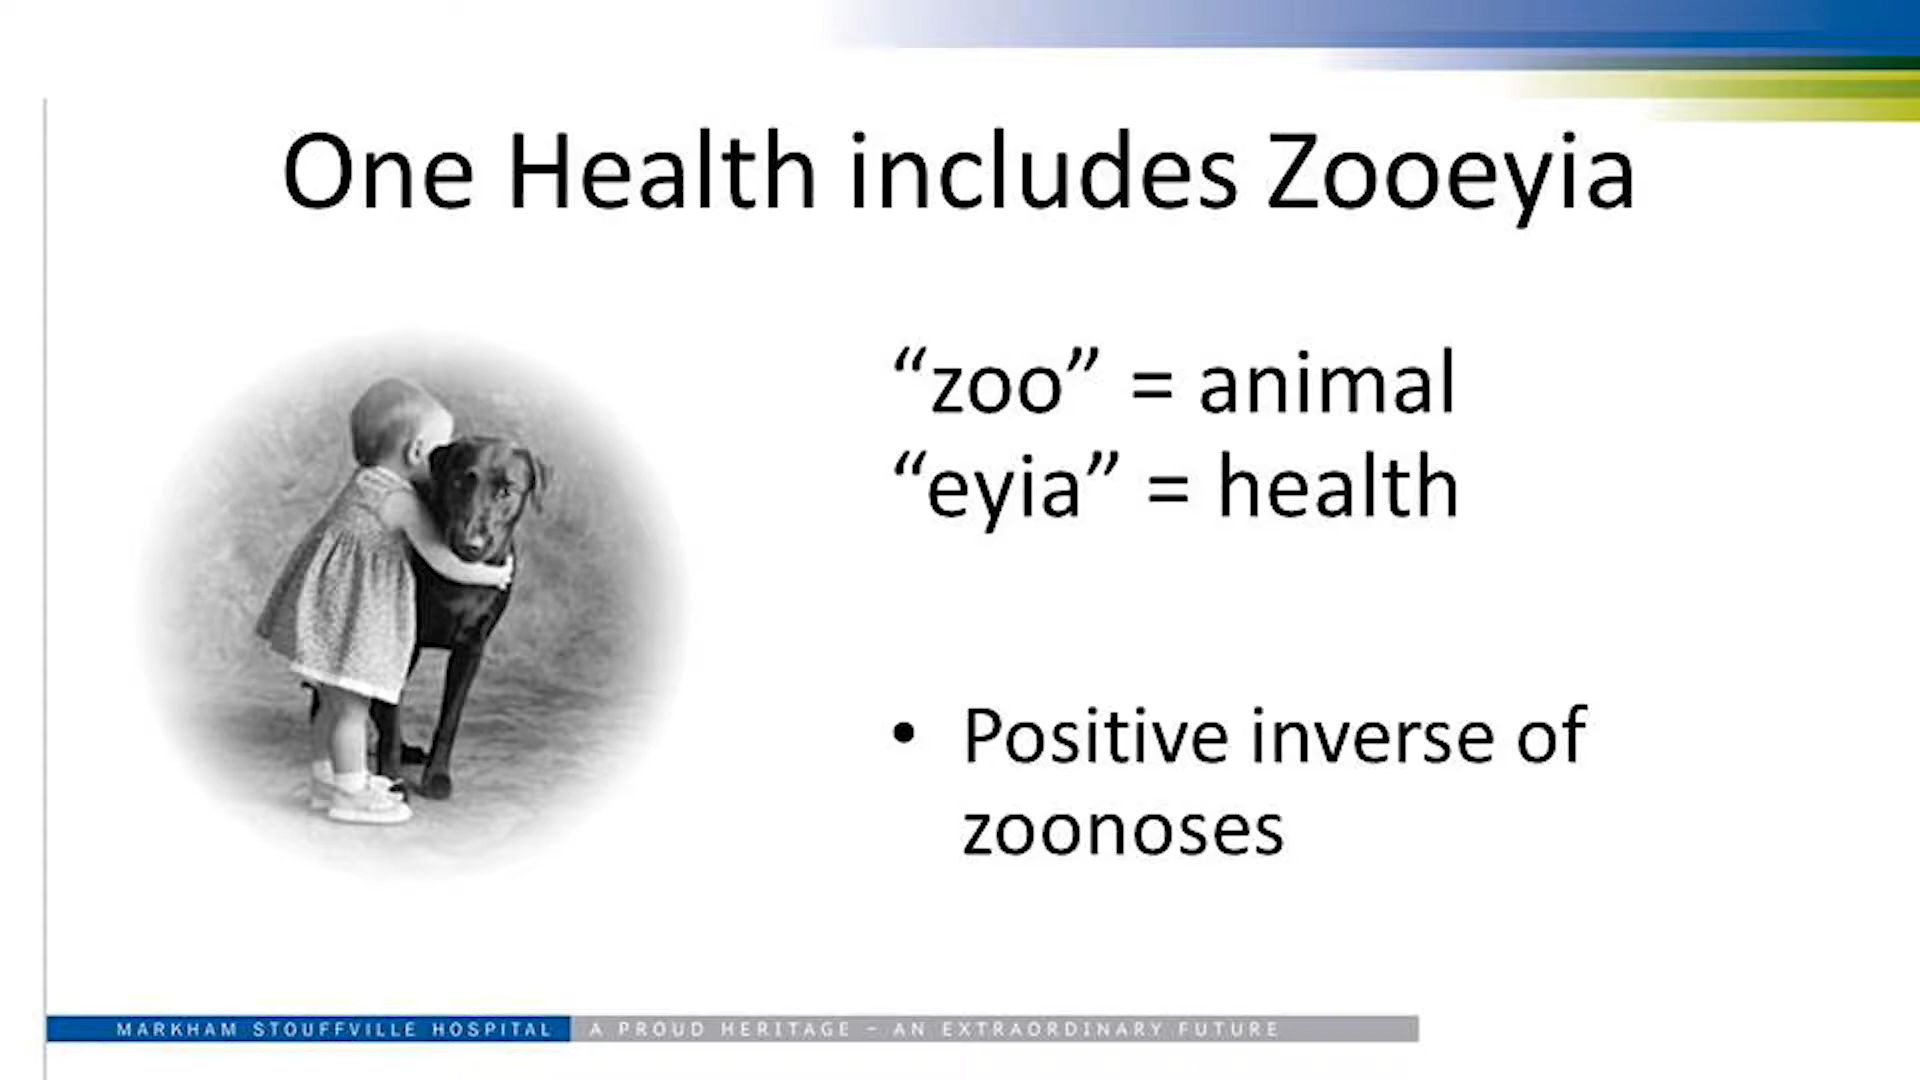 One Health includes Zooeyia
“zoo” = animal
“eyia” = health
• Positive inverse of
zoonoses
MARKHAM STOUFFVILLE HOSPITAL A PROUD HERITAGE – AN EXTRAORDINARY FUTURE